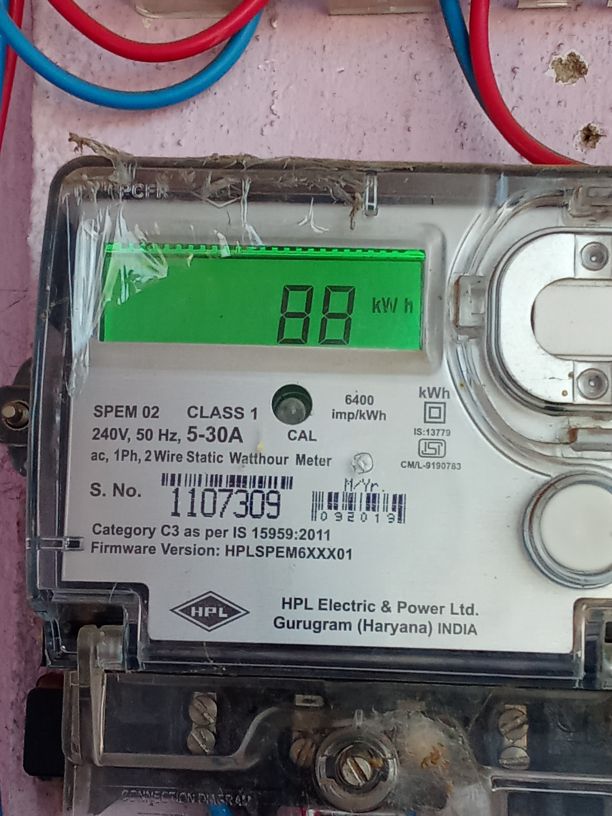 88 kWh
6400
imp/kWh
kWh
SPEM 02 CLASS 1
240V, 50 Hz, 5-30A
CAL
IS:13779
ac, 1Ph, 2 Wire Static Watthour Meter
CM/L-9190783
S. No. 1107309
M/Yr.
092019
Category C3 as per IS 15959:2011
Firmware Version: HPLSPEM6XXX01
HPL
HPL Electric & Power Ltd.
Gurugram (Haryana) INDIA
CONNECTION DIAGRAM